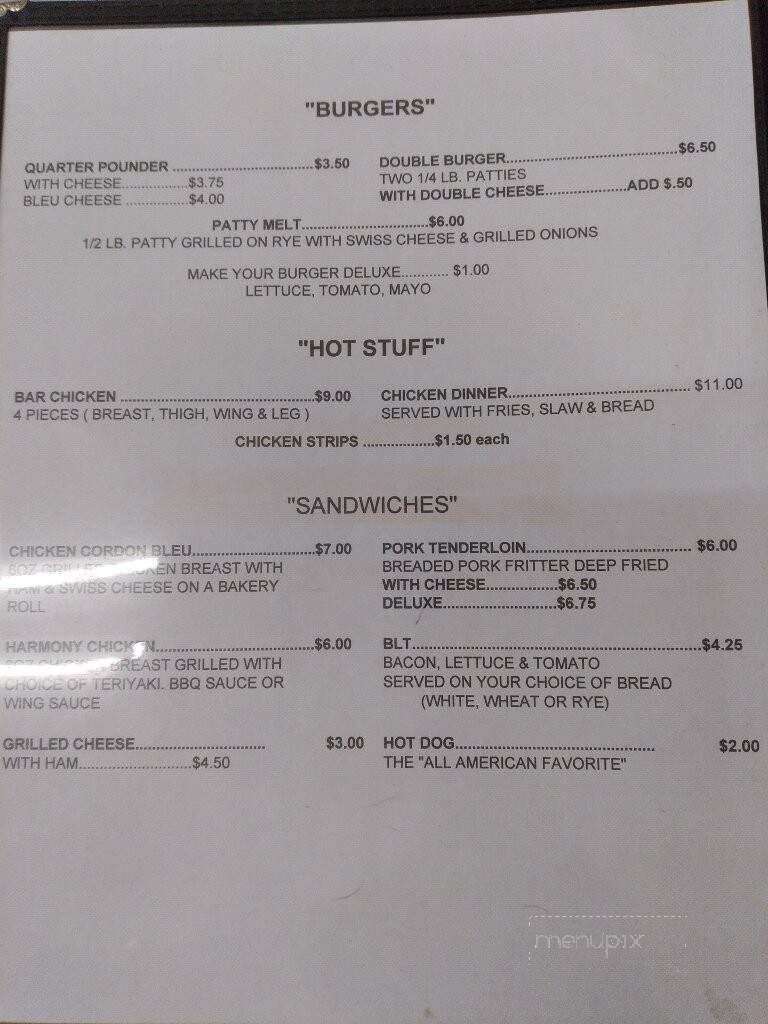 "BURGERS"
QUARTER POUNDER ................................$3.50
WITH CHEESE................$3.75
BLEU CHEESE ...............$4.00
DOUBLE BURGER.......................................$6.50
TWO 1/4 LB. PATTIES
WITH DOUBLE CHEESE....................ADD $.50
PATTY MELT.............................$6.00
1/2 LB. PATTY GRILLED ON RYE WITH SWISS CHEESE & GRILLED ONIONS
MAKE YOUR BURGER DELUXE............ $1.00
LETTUCE, TOMATO, MAYO
"HOT STUFF"
BAR CHICKEN ............................................$9.00
4 PIECES ( BREAST, THIGH, WING & LEG )
CHICKEN DINNER......................................... $11.00
SERVED WITH FRIES, SLAW & BREAD
CHICKEN STRIPS .................$1.50 each
"SANDWICHES"
CHICKEN CORDON BLEU............................$7.00
8OZ GRILLED CHICKEN BREAST WITH
HAM & SWISS CHEESE ON A BAKERY
ROLL
PORK TENDERLOIN..................................... $6.00
BREADED PORK FRITTER DEEP FRIED
WITH CHEESE.................$6.50
DELUXE..........................$6.75
HARMONY CHICKEN....................................$6.00
BREAST GRILLED WITH
CHOICE OF TERIYAKI. BBQ SAUCE OR
WING SAUCE
BLT.................................................................$4.25
BACON, LETTUCE & TOMATO
SERVED ON YOUR CHOICE OF BREAD
(WHITE, WHEAT OR RYE)
GRILLED CHEESE............................. $3.00
WITH HAM..........................$4.50
HOT DOG............................................. $2.00
THE "ALL AMERICAN FAVORITE"
menupix